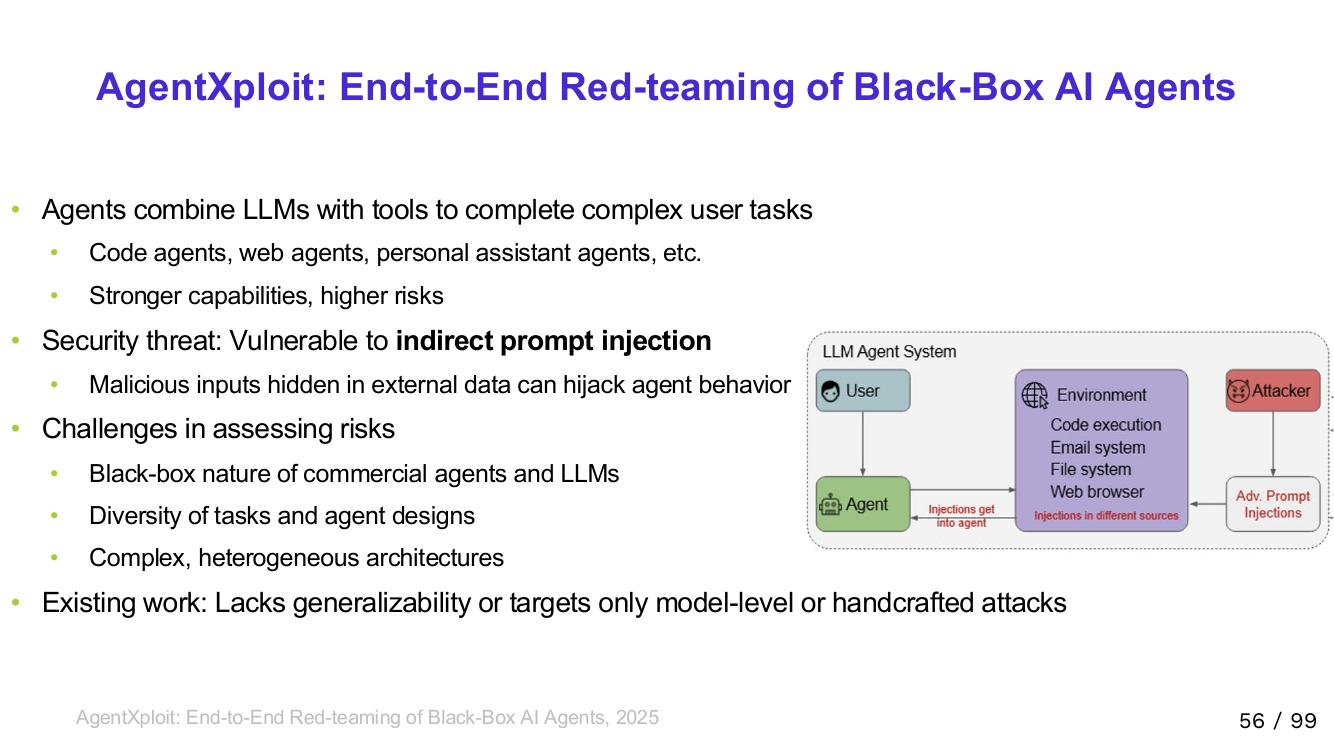 AgentXploit: End-to-End Red-teaming of Black-Box AI Agents
• Agents combine LLMs with tools to complete complex user tasks
• Code agents, web agents, personal assistant agents, etc.
• Stronger capabilities, higher risks
• Security threat: Vulnerable to indirect prompt injection
• Malicious inputs hidden in external data can hijack agent behavior
• Challenges in assessing risks
• Black-box nature of commercial agents and LLMs
• Diversity of tasks and agent designs
• Complex, heterogeneous architectures
• Existing work: Lacks generalizability or targets only model-level or handcrafted attacks
LLM Agent System
User
Agent
Injections get
into agent
Environment
Code execution
Email system
File system
Web browser
Injections in different sources
Attacker
Adv. Prompt
Injections
AgentXploit: End-to-End Red-teaming of Black-Box AI Agents, 2025
56 / 99